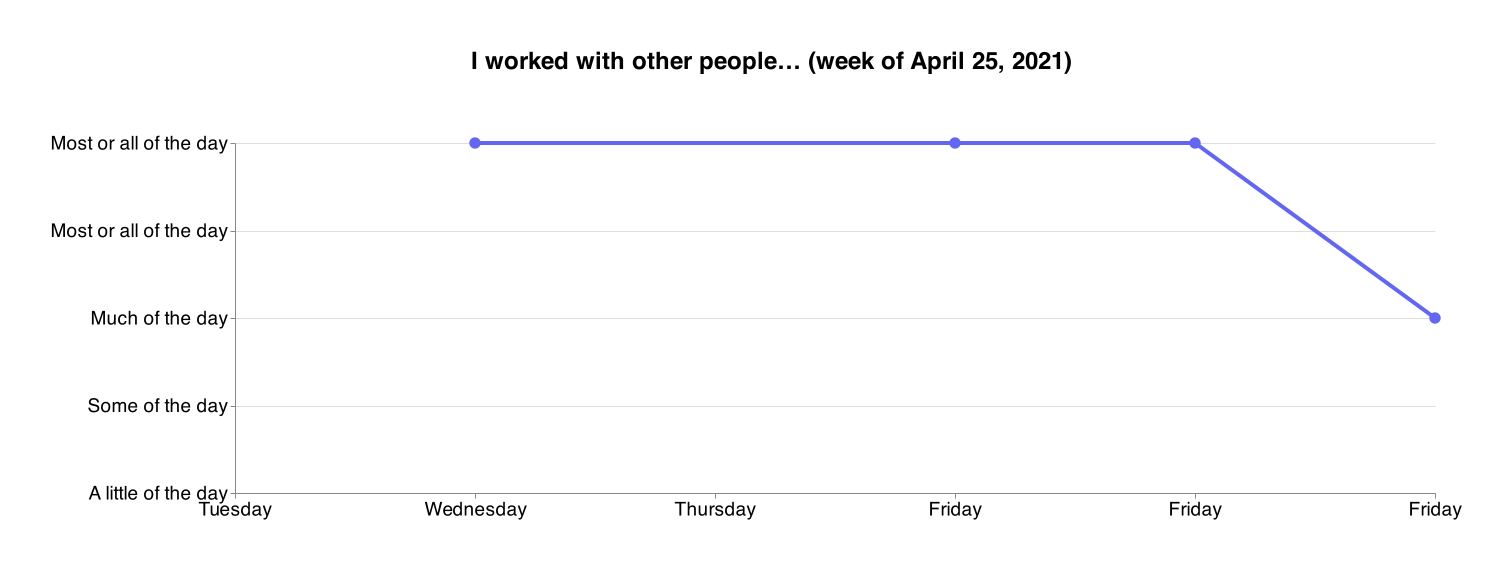 I worked with other people… (week of April 25, 2021)
Most or all of the day
Most or all of the day
Much of the day
Some of the day
A little of the day
Tuesday Wednesday Thursday Friday Friday Friday